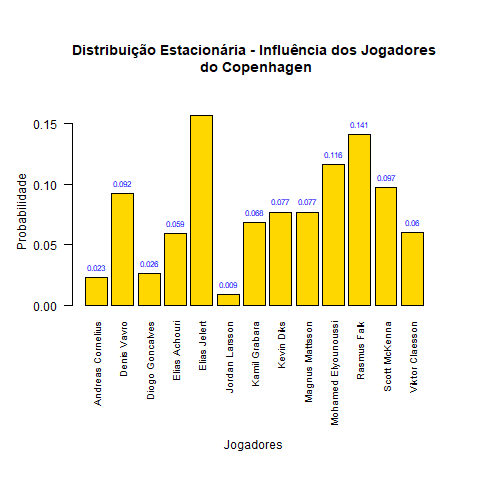 Distribuição Estacionária - Influência dos Jogadores
do Copenhagen
Probabilidade
0.15
0.10
0.05
0.00
0.023
0.092
0.026
0.059
0.009
0.068
0.077
0.077
0.116
0.141
0.097
0.06
Andreas Cornelius
Denis Vavro
Diogo Goncalves
Elias Achouri
Elias Jelert
Jordan Larsson
Kamil Grabara
Kevin Diks
Magnus Mattsson
Mohamed Elyounoussi
Rasmus Falk
Scott McKenna
Viktor Claesson
Jogadores